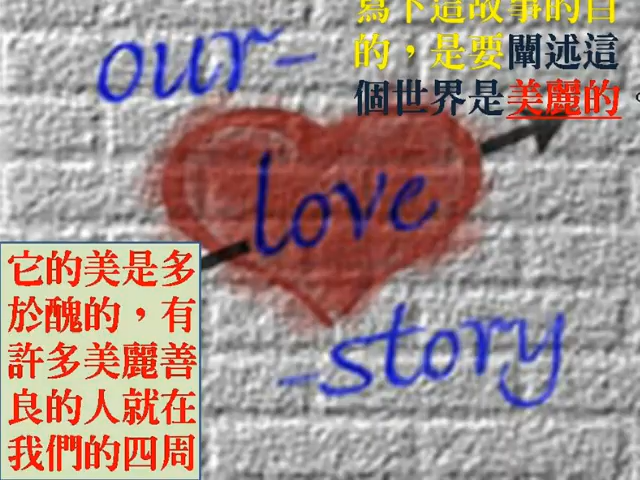 our-
寫下這故事的目
的，是要闡述這
個世界是美麗的。
love
它的美是多
於醜的，有
許多美麗善
良的人就在
我們的四周
-story